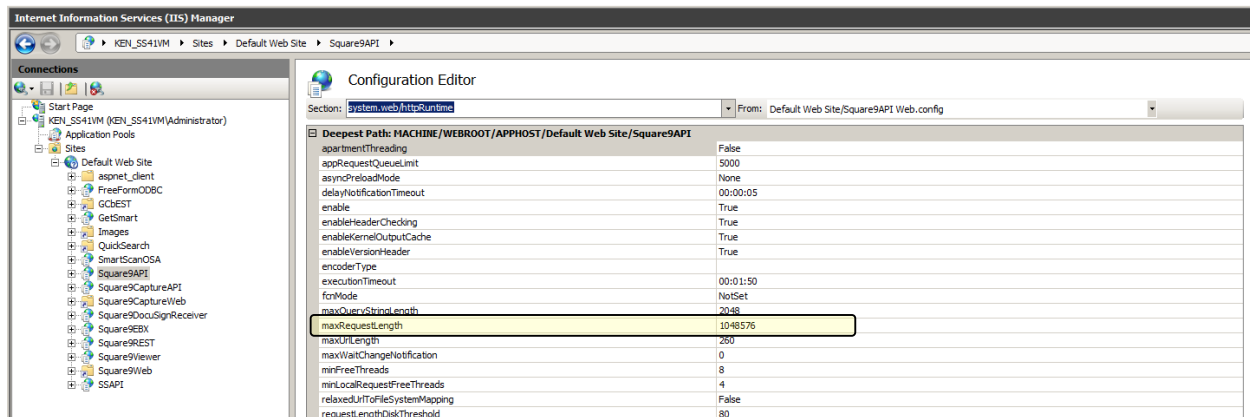 Internet Information Services (IIS) Manager
KEN_SS41VM Sites Default Web Site Square9API
Connections
Start Page
KEN_SS41VM (KEN_SS41VM\Administrator)
Application Pools
Sites
Default Web Site
aspnet_client
FreeFormODBC
GCbEST
GetSmart
Images
QuickSearch
SmartScanOSA
Square9API
Square9CaptureAPI
Square9CaptureWeb
Square9DocuSignReceiver
Square9EBX
Square9REST
Square9Viewer
Square9Web
SSAPI
Configuration Editor
Section: system.web/httpRuntime From: Default Web Site/Square9API Web.config
Deepest Path: MACHINE/WEBROOT/APPHOST/Default Web Site/Square9API
apartmentThreading False
appRequestQueueLimit 5000
asyncPreloadMode None
delayNotificationTimeout 00:00:05
enable True
enableHeaderChecking True
enableKernelOutputCache True
enableVersionHeader True
encoderType
executionTimeout 00:01:50
fcnMode NotSet
maxQueryStringLength 2048
maxRequestLength 1048576
maxUrlLength 260
maxWaitChangeNotification 0
minFreeThreads 8
minLocalRequestFreeThreads 4
relaxedUrlToFileSystemMapping False
requestLengthDiskThreshold 80